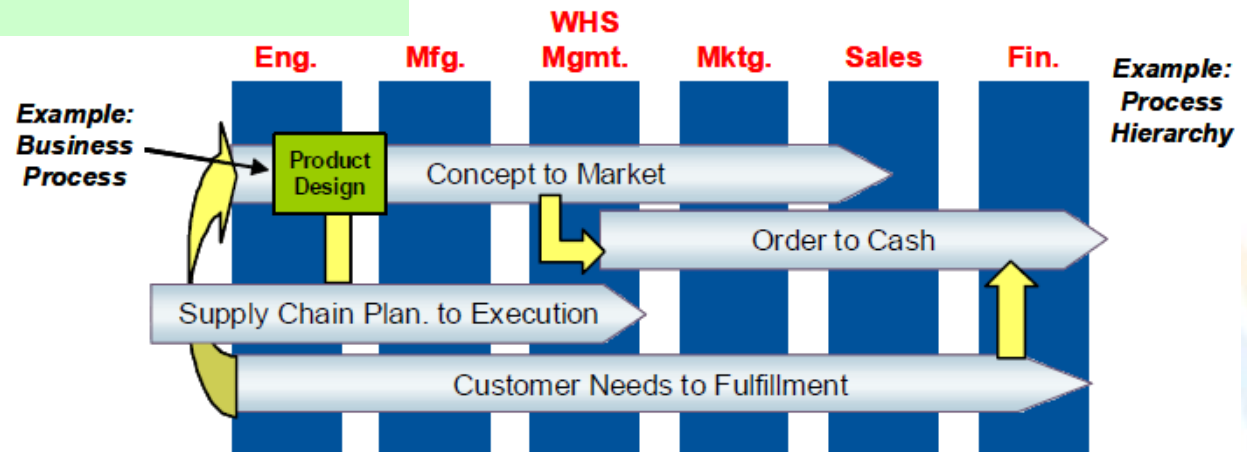 WHS
Eng. Mfg. Mgmt. Mktg. Sales Fin.
Example:
Business
Process
Example:
Process
Hierarchy
Product
Design
Concept to Market
Order to Cash
Supply Chain Plan. to Execution
Customer Needs to Fulfillment